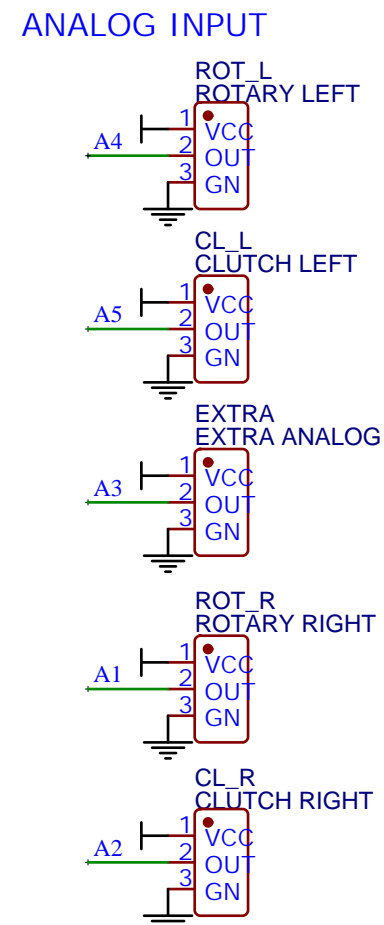 ANALOG INPUT
ROT_L
ROTARY LEFT
1 VCC
A4 2 OUT
3 GN
CL_L
CLUTCH LEFT
1 VCC
A5 2 OUT
3 GN
EXTRA
EXTRA ANALOG
1 VCC
A3 2 OUT
3 GN
ROT_R
ROTARY RIGHT
1 VCC
A1 2 OUT
3 GN
CL_R
CLUTCH RIGHT
1 VCC
A2 2 OUT
3 GN